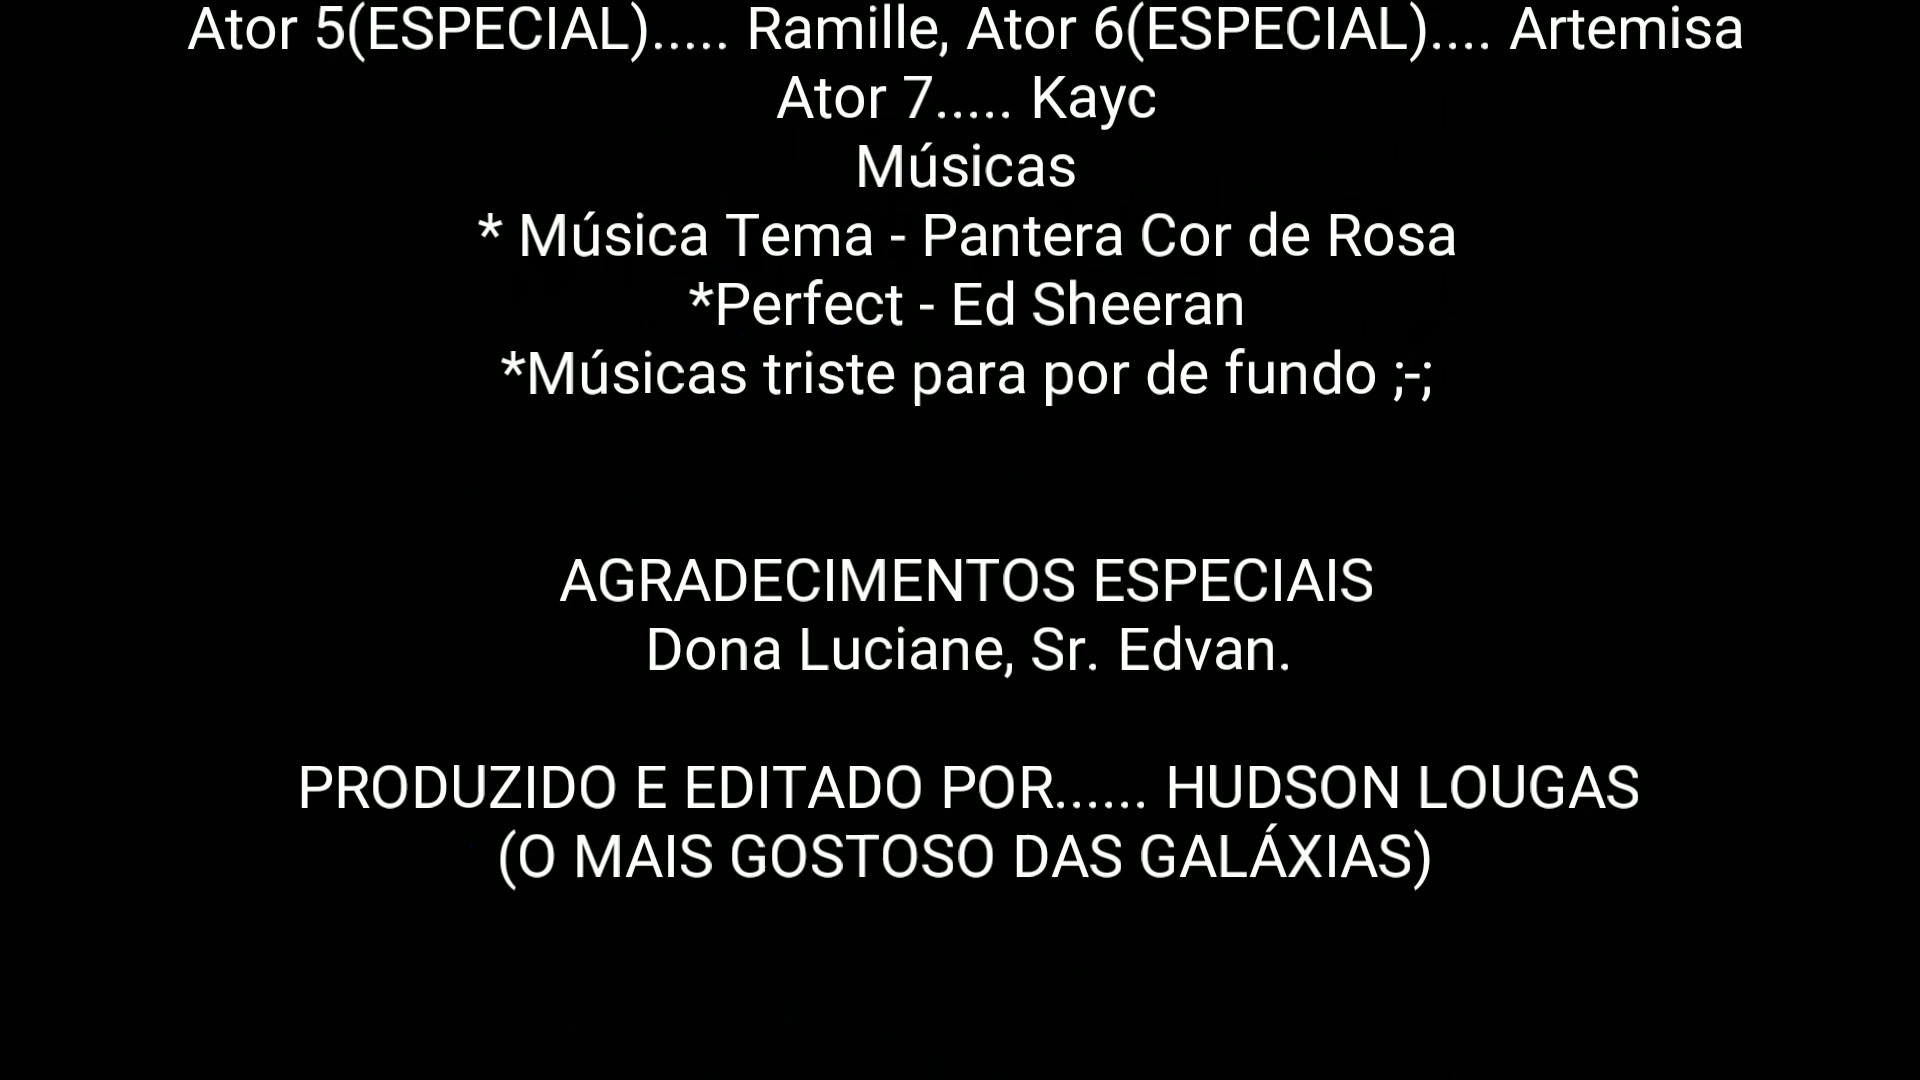 Ator 5(ESPECIAL)..... Ramille, Ator 6(ESPECIAL).... Artemisa
Ator 7..... Kayc
Músicas
* Música Tema - Pantera Cor de Rosa
*Perfect - Ed Sheeran
*Músicas triste para por de fundo ;-;
AGRADECIMENTOS ESPECIAIS
Dona Luciane, Sr. Edvan.
PRODUZIDO E EDITADO POR...... HUDSON LOUGAS
(O MAIS GOSTOSO DAS GALÁXIAS)